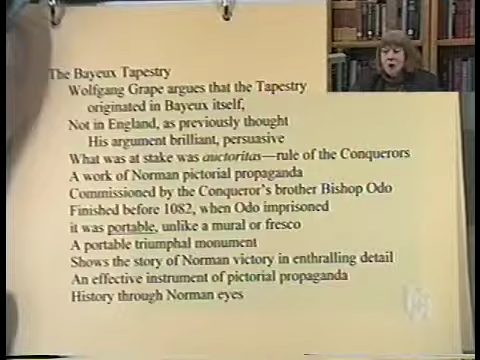 The Bayeux Tapestry
Wolfgang Grape argues that the Tapestry
originated in Bayeux itself,
Not in England, as previously thought
His argument brilliant, persuasive
What was at stake was auctoritas—rule of the Conquerors
A work of Norman pictorial propaganda
Commissioned by the Conqueror's brother Bishop Odo
Finished before 1082, when Odo imprisoned
it was portable, unlike a mural or fresco
A portable triumphal monument
Shows the story of Norman victory in enthralling detail
An effective instrument of pictorial propaganda
History through Norman eyes